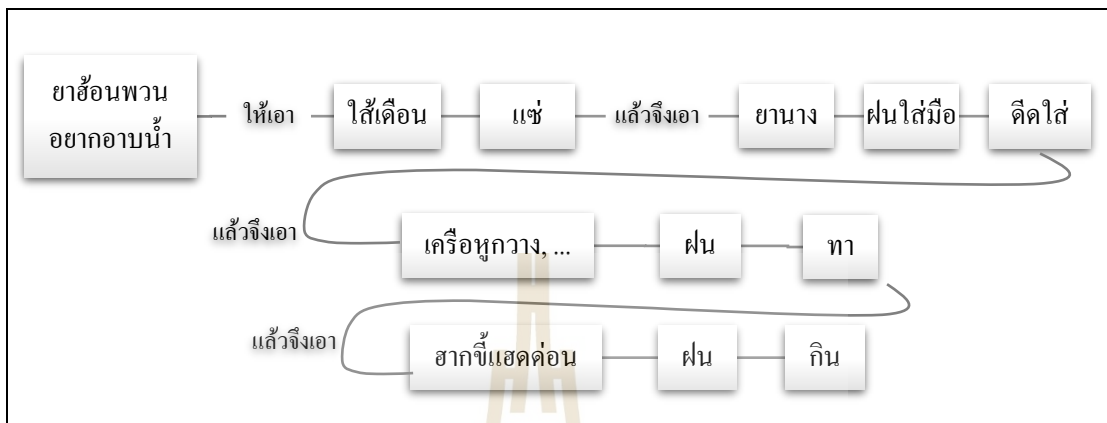 ยาฮ้อนพวน
อยากอาบน้ำ
ให้เอา
ใส้เดือน
แช่
แล้วจึงเอา
ยานาง
ฝนใส่มือ
ดีดใส่
แล้วจึงเอา
เครือหูกวาง, ...
ฝน
ทา
แล้วจึงเอา
ฮากขี้แฮดด่อน
ฝน
กิน